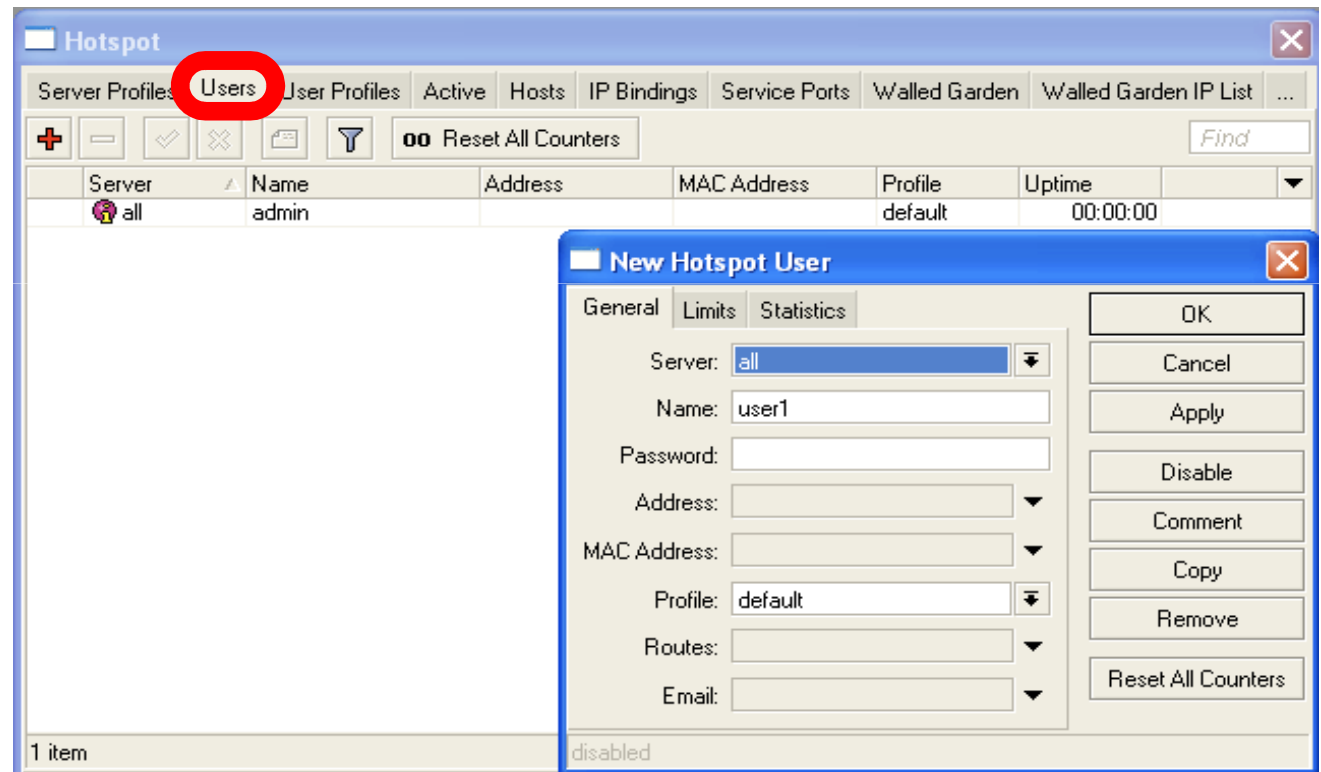 Hotspot
Server Profiles Users User Profiles Active Hosts IP Bindings Service Ports Walled Garden Walled Garden IP List ...
00 Reset All Counters Find
Server Name Address MAC Address Profile Uptime
all admin default 00:00:00
New Hotspot User
General Limits Statistics
OK
Server: all
Cancel
Name: user1
Apply
Password:
Disable
Address:
Comment
MAC Address:
Copy
Profile: default
Remove
Routes:
Reset All Counters
Email:
1 item
disabled